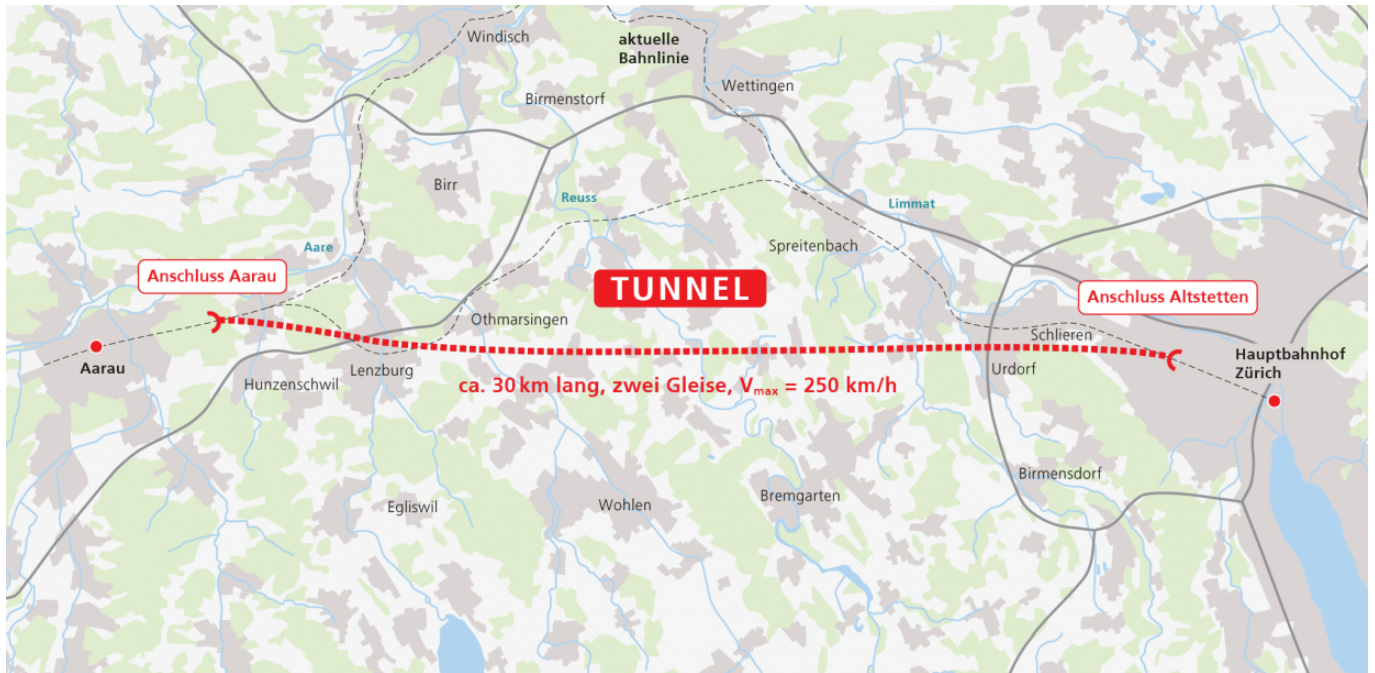 Windisch
aktuelle
Bahnlinie
Wettingen
Birmenstorf
Birr
Reuss
Limmat
Aare
Spreitenbach
Anschluss Aarau
TUNNEL
Anschluss Altstetten
Othmarsingen
Schlieren
Aarau
Hunzenschwil
Lenzburg
Urdorf
Hauptbahnhof
Zürich
ca. 30 km lang, zwei Gleise, Vmax = 250 km/h
Birmensdorf
Egliswil
Wohlen
Bremgarten